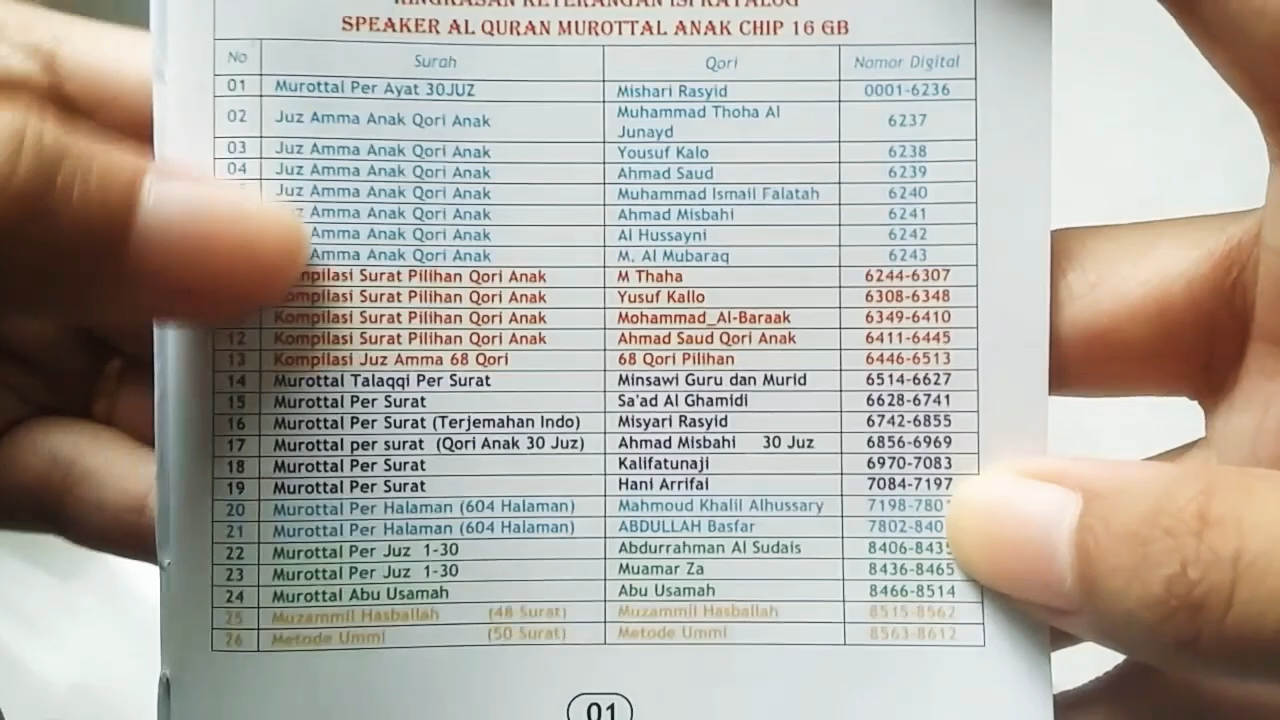 RINGKASAN KETERANGAN ISI KATALOG
SPEAKER AL QURAN MUROTTAL ANAK CHIP 16 GB
No Surah Qori Nomor Digital
01 Murottal Per Ayat 30JUZ Mishari Rasyid 0001-6236
02 Juz Amma Anak Qori Anak Muhammad Thoha Al Junayd 6237
03 Juz Amma Anak Qori Anak Yousuf Kalo 6238
04 Juz Amma Anak Qori Anak Ahmad Saud 6239
Juz Amma Anak Qori Anak Muhammad Ismail Falatah 6240
Amma Anak Qori Anak Ahmad Misbahi 6241
Amma Anak Qori Anak Al Hussayni 6242
Amma Anak Qori Anak M. Al Mubaraq 6243
Surat Pilihan Qori Anak M Thaha 6244-6307
Surat Pilihan Qori Anak Yusuf Kallo 6308-6348
Kompilasi Surat Pilihan Qori Anak Mohammad_Al-Baraak 6349-6410
12 Kompilasi Surat Pilihan Qori Anak Ahmad Saud Qori Anak 6411-6445
13 Kompilasi Juz Amma 68 Qori 68 Qori Pilihan 6446-6513
14 Murottal Talaqqi Per Surat Minsawi Guru dan Murid 6514-6627
15 Murottal Per Surat Sa'ad Al Ghamidi 6628-6741
16 Murottal Per Surat (Terjemahan Indo) Misyari Rasyid 6742-6855
17 Murottal per surat (Qori Anak 30 Juz) Ahmad Misbahi 30 Juz 6856-6969
18 Murottal Per Surat Kalifatunaji 6970-7083
19 Murottal Per Surat Hani Arrifai 7084-7197
20 Murottal Per Halaman (604 Halaman) Mahmoud Khalil Alhussary
21 Murottal Per Halaman (604 Halaman) ABDULLAH Basfar
22 Murottal Per Juz 1-30 Abdurrahman Al Sudais 8406-8435
23 Murottal Per Juz 1-30 Muamar Za 8436-8465
24 Murottal Abu Usamah Abu Usamah 8466-8514
25 Muzammil Hasballah (48 Surat) Muzammil Hasballah 8515-8562
26 Metode Ummi (50 Surat) Metode Ummi 8563-8612
01